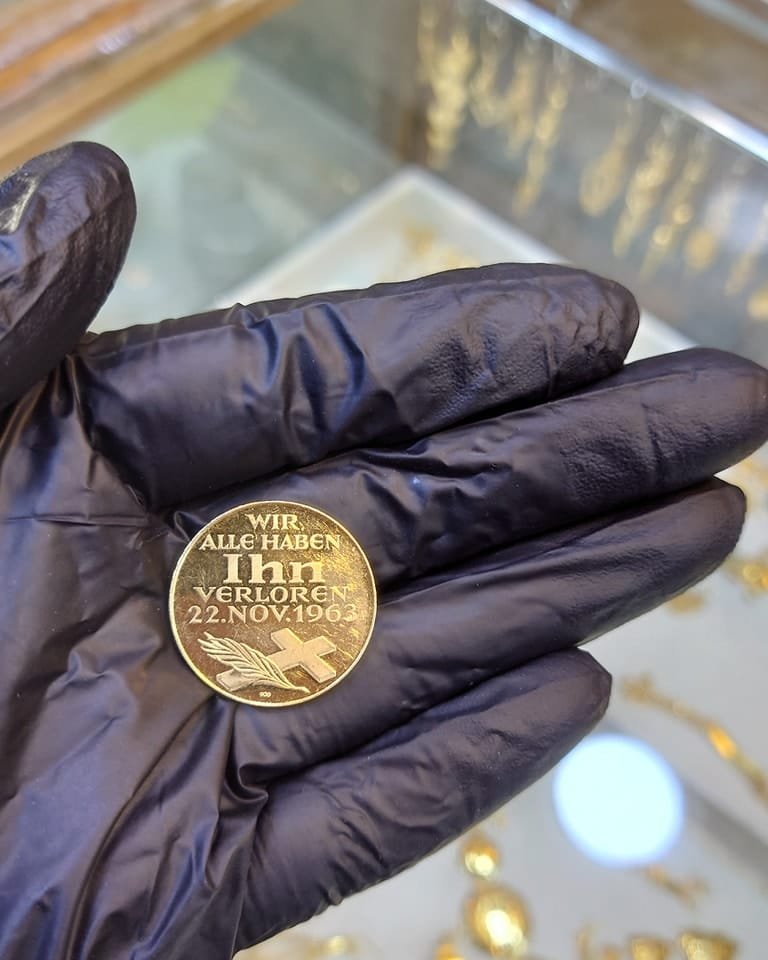 WIR
ALLE HABEN
Ihn
VERLOREN
22.NOV.1963